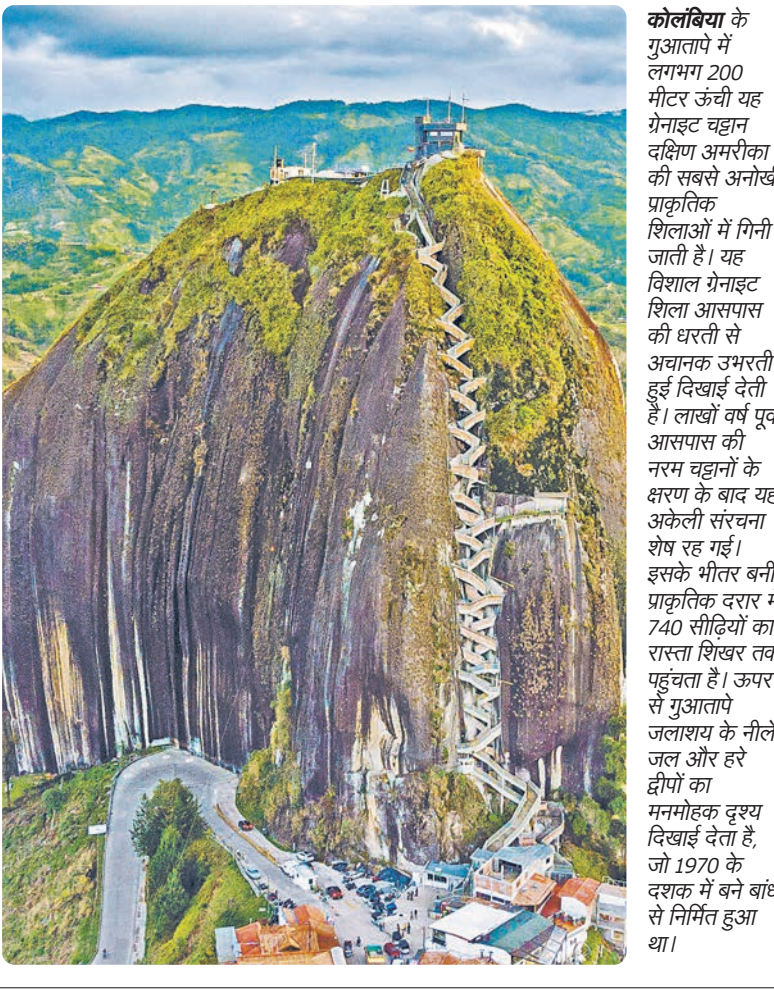 कोलंबिया के
गुआतापे में
लगभग 200
मीटर ऊंची यह
ग्रेनाइट चट्टान
दक्षिण अमरीका
की सबसे अनोखी
प्राकृतिक
शिलाओं में गिनी
जाती है। यह
विशाल ग्रेनाइट
शिला आसपास
की धरती से
अचानक उभरती
हुई दिखाई देती
है। लाखों वर्ष पूर्व
आसपास की
नरम चट्टानों के
क्षरण के बाद यह
अकेली संरचना
शेष रह गई।
इसके भीतर बनी
प्राकृतिक दरार में
740 सीढ़ियों का
रास्ता शिखर तक
पहुंचता है। ऊपर
से गुआतापे
जलाशय के नीले
जल और हरे
द्वीपों का
मनमोहक दृश्य
दिखाई देता है,
जो 1970 के
दशक में बने बांध
से निर्मित हुआ
था।